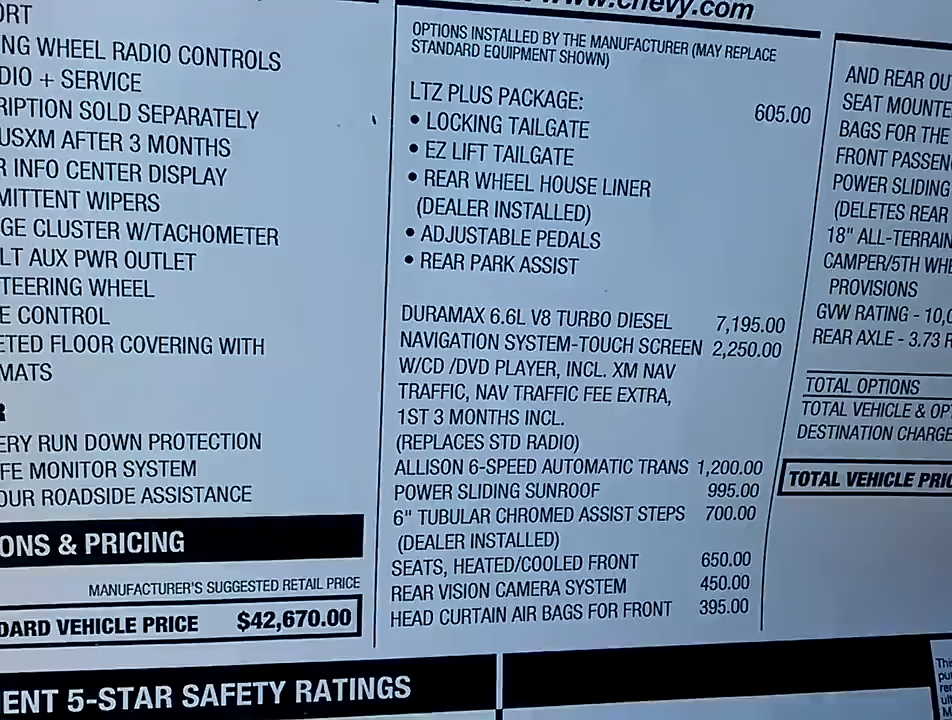 ORT
NG WHEEL RADIO CONTROLS
DIO + SERVICE
RIPTION SOLD SEPARATELY
USXM AFTER 3 MONTHS
R INFO CENTER DISPLAY
MITTENT WIPERS
GE CLUSTER W/TACHOMETER
LT AUX PWR OUTLET
TEERING WHEEL
E CONTROL
ETED FLOOR COVERING WITH
MATS
R
ERY RUN DOWN PROTECTION
FE MONITOR SYSTEM
OUR ROADSIDE ASSISTANCE
ONS & PRICING
MANUFACTURER'S SUGGESTED RETAIL PRICE
DARD VEHICLE PRICE $42,670.00
www.chevy.com
OPTIONS INSTALLED BY THE MANUFACTURER (MAY REPLACE
STANDARD EQUIPMENT SHOWN)
LTZ PLUS PACKAGE: 605.00
• LOCKING TAILGATE
• EZ LIFT TAILGATE
• REAR WHEEL HOUSE LINER
(DEALER INSTALLED)
• ADJUSTABLE PEDALS
• REAR PARK ASSIST
DURAMAX 6.6L V8 TURBO DIESEL 7,195.00
NAVIGATION SYSTEM-TOUCH SCREEN 2,250.00
W/CD /DVD PLAYER, INCL. XM NAV
TRAFFIC, NAV TRAFFIC FEE EXTRA,
1ST 3 MONTHS INCL.
(REPLACES STD RADIO)
ALLISON 6-SPEED AUTOMATIC TRANS 1,200.00
POWER SLIDING SUNROOF 995.00
6" TUBULAR CHROMED ASSIST STEPS 700.00
(DEALER INSTALLED)
SEATS, HEATED/COOLED FRONT 650.00
REAR VISION CAMERA SYSTEM 450.00
HEAD CURTAIN AIR BAGS FOR FRONT 395.00
AND REAR OU
SEAT MOUNTE
BAGS FOR THE
FRONT PASSEN
POWER SLIDING
(DELETES REAR
18" ALL-TERRAIN
CAMPER/5TH WHE
PROVISIONS
GVW RATING - 10,0
REAR AXLE - 3.73 R
TOTAL OPTIONS
TOTAL VEHICLE & OP
DESTINATION CHARGE
TOTAL VEHICLE PRIC
ENT 5-STAR SAFETY RATINGS
This
pu
re
ul
M